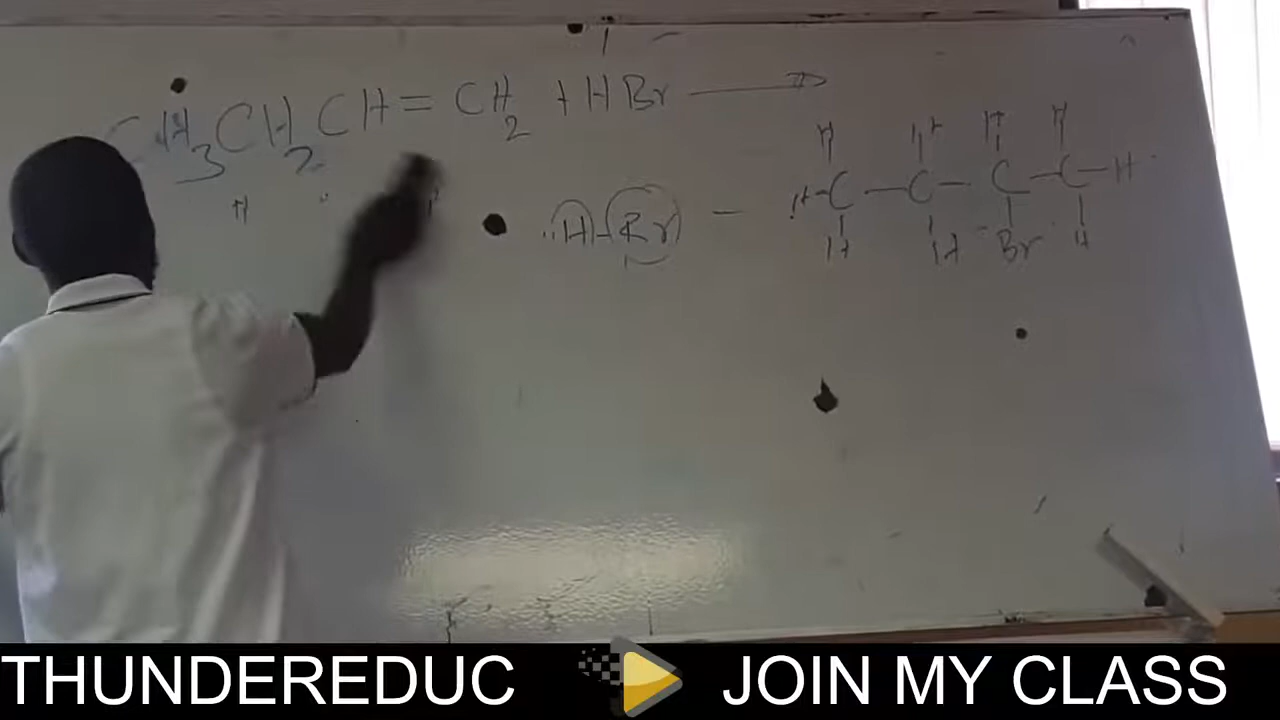 CH3CH2CH=CH2 + HBr →
H H H H
H-C-C-C-C-H
H H-Br
H H Br H
THUNDEREDUC JOIN MY CLASS